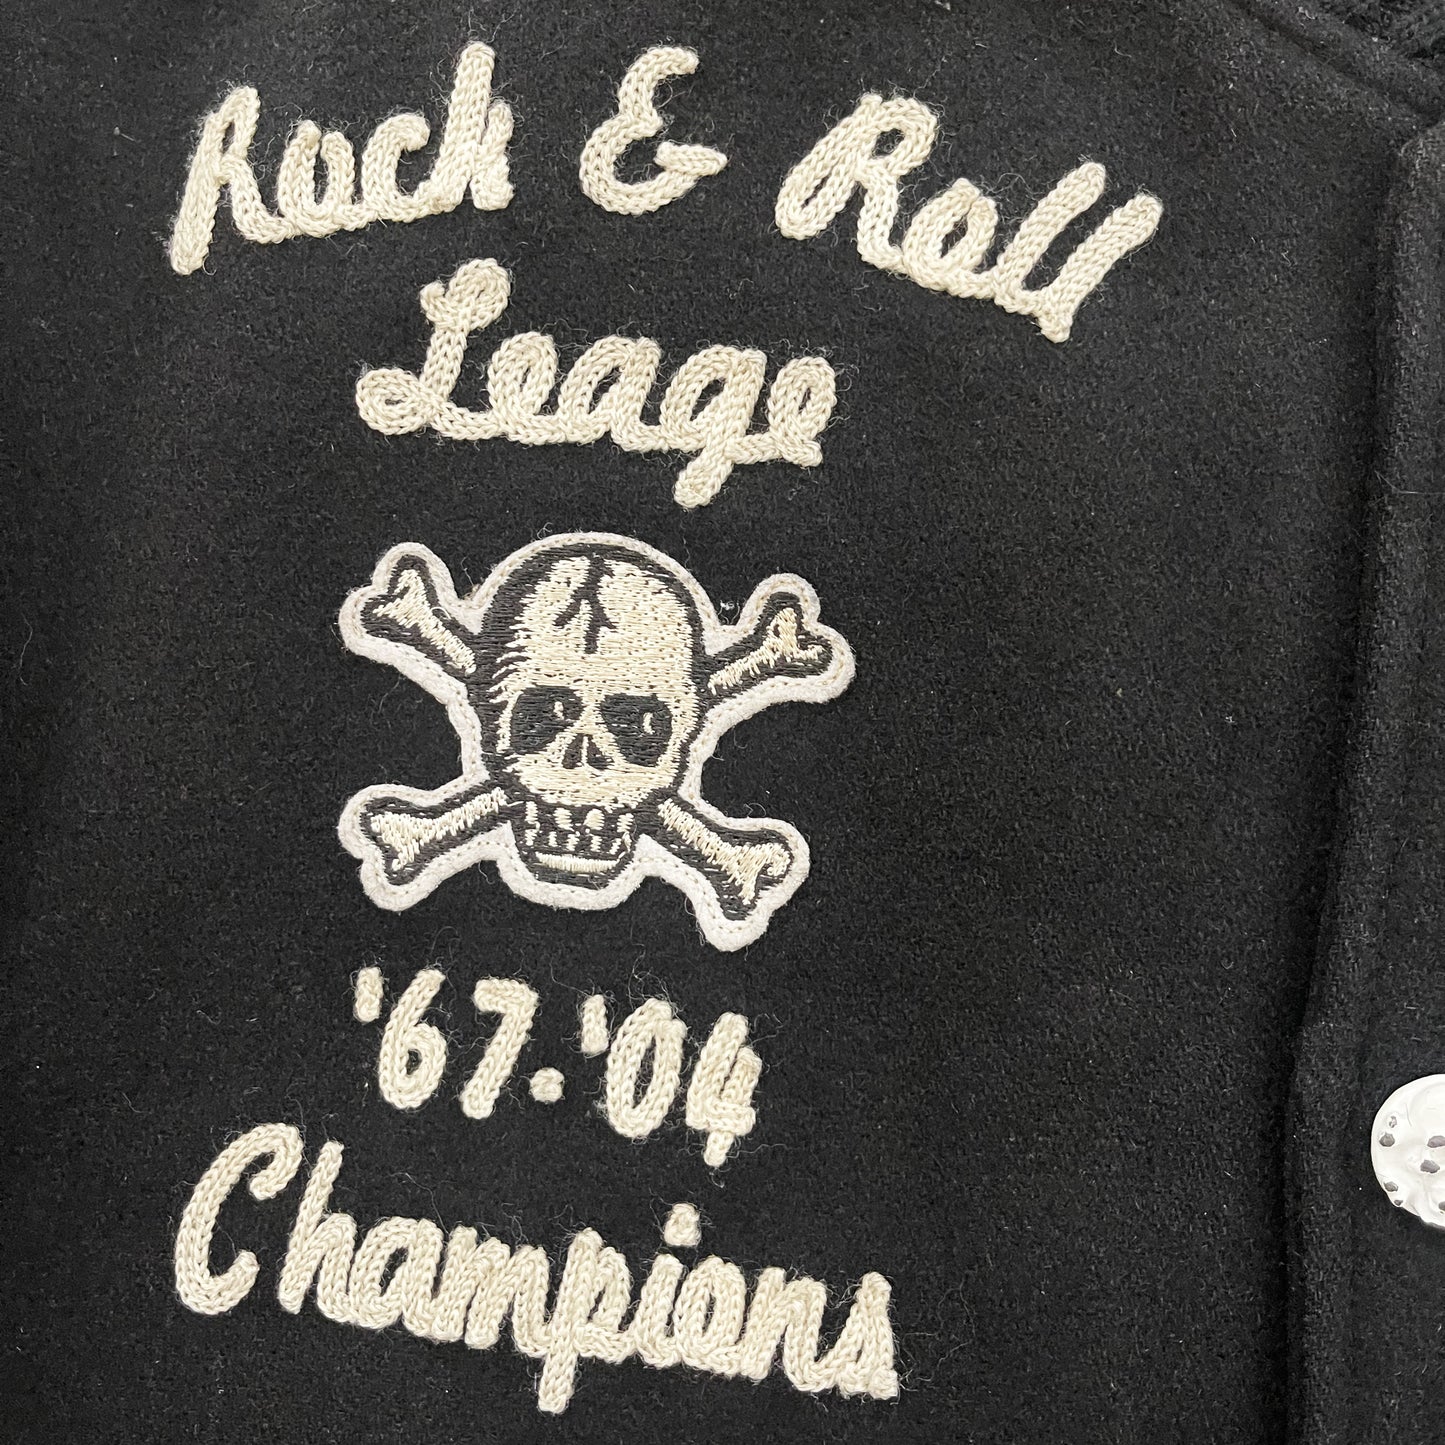 Rock & Roll
Leage
'67.'04
Champions